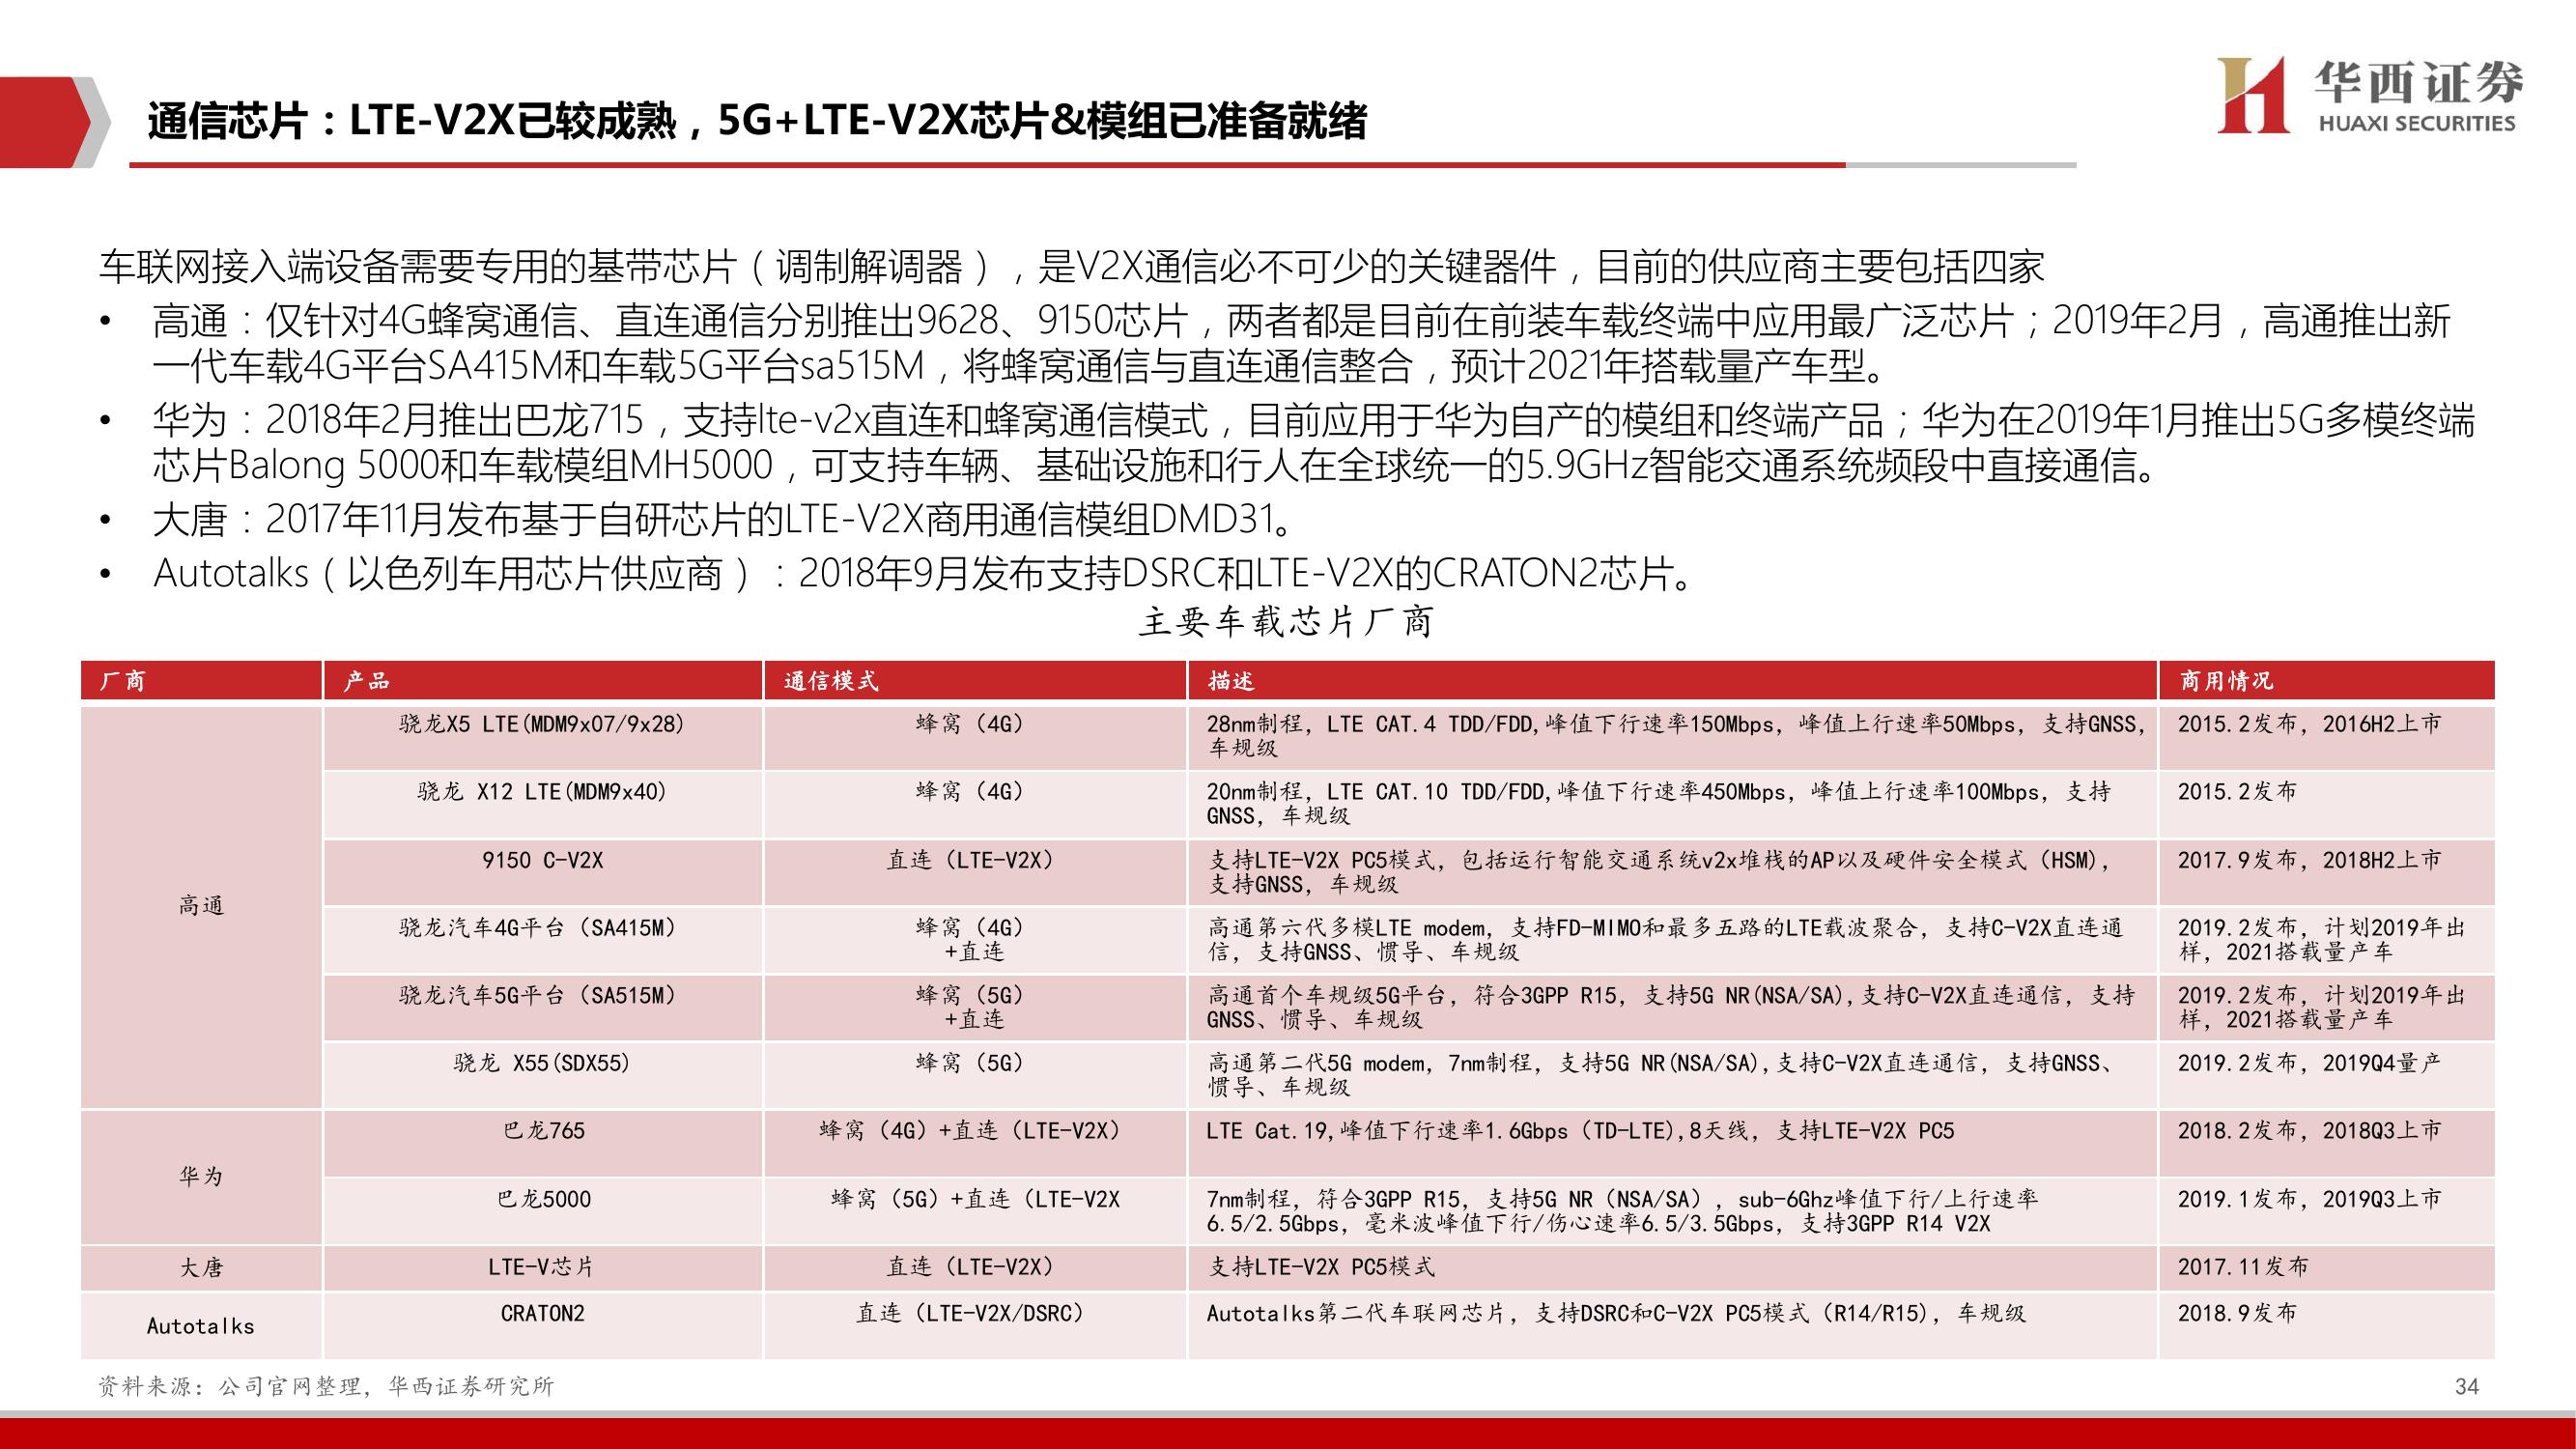 通信芯片：LTE-V2X已较成熟，5G+LTE-V2X芯片&模组已准备就绪
华西证券
HUAXI SECURITIES
车联网接入端设备需要专用的基带芯片（调制解调器），是V2X通信必不可少的关键器件，目前的供应商主要包括四家
• 高通：仅针对4G蜂窝通信、直连通信分别推出9628、9150芯片，两者都是目前在前装车载终端中应用最广泛芯片；2019年2月，高通推出新
一代车载4G平台SA415M和车载5G平台sa515M，将蜂窝通信与直连通信整合，预计2021年搭载量产车型。
• 华为：2018年2月推出巴龙715，支持lte-v2x直连和蜂窝通信模式，目前应用于华为自产的模组和终端产品；华为在2019年1月推出5G多模终端
芯片Balong 5000和车载模组MH5000，可支持车辆、基础设施和行人在全球统一的5.9GHz智能交通系统频段中直接通信。
• 大唐：2017年11月发布基于自研芯片的LTE-V2X商用通信模组DMD31。
• Autotalks（以色列车用芯片供应商）：2018年9月发布支持DSRC和LTE-V2X的CRATON2芯片。
主要车载芯片厂商
厂商 产品 通信模式 描述 商用情况
高通
骁龙X5 LTE(MDM9x07/9x28) 蜂窝（4G） 28nm制程，LTE CAT.4 TDD/FDD,峰值下行速率150Mbps，峰值上行速率50Mbps，支持GNSS， 2015.2发布，2016H2上市
车规级
骁龙 X12 LTE(MDM9x40) 蜂窝（4G） 20nm制程，LTE CAT.10 TDD/FDD,峰值下行速率450Mbps，峰值上行速率100Mbps，支持 2015.2发布
GNSS，车规级
9150 C-V2X 直连（LTE-V2X） 支持LTE-V2X PC5模式，包括运行智能交通系统v2x堆栈的AP以及硬件安全模式（HSM）， 2017.9发布，2018H2上市
支持GNSS，车规级
骁龙汽车4G平台（SA415M） 蜂窝（4G） 高通第六代多模LTE modem，支持FD-MIMO和最多五路的LTE载波聚合，支持C-V2X直连通 2019.2发布，计划2019年出
+直连 信，支持GNSS、惯导、车规级 样，2021搭载量产车
骁龙汽车5G平台（SA515M） 蜂窝（5G） 高通首个车规级5G平台，符合3GPP R15，支持5G NR(NSA/SA),支持C-V2X直连通信，支持 2019.2发布，计划2019年出
+直连 GNSS、惯导、车规级 样，2021搭载量产车
骁龙 X55(SDX55) 蜂窝（5G） 高通第二代5G modem，7nm制程，支持5G NR(NSA/SA),支持C-V2X直连通信，支持GNSS、 2019.2发布，2019Q4量产
惯导、车规级
华为
巴龙765 蜂窝（4G）+直连（LTE-V2X） LTE Cat.19,峰值下行速率1.6Gbps（TD-LTE),8天线，支持LTE-V2X PC5 2018.2发布，2018Q3上市
巴龙5000 蜂窝（5G）+直连（LTE-V2X 7nm制程，符合3GPP R15，支持5G NR（NSA/SA），sub-6Ghz峰值下行/上行速率 2019.1发布，2019Q3上市
6.5/2.5Gbps，毫米波峰值下行/伤心速率6.5/3.5Gbps，支持3GPP R14 V2X
大唐 LTE-V芯片 直连（LTE-V2X） 支持LTE-V2X PC5模式 2017.11发布
Autotalks CRATON2 直连（LTE-V2X/DSRC） Autotalks第二代车联网芯片，支持DSRC和C-V2X PC5模式（R14/R15），车规级 2018.9发布
资料来源：公司官网整理，华西证券研究所
34